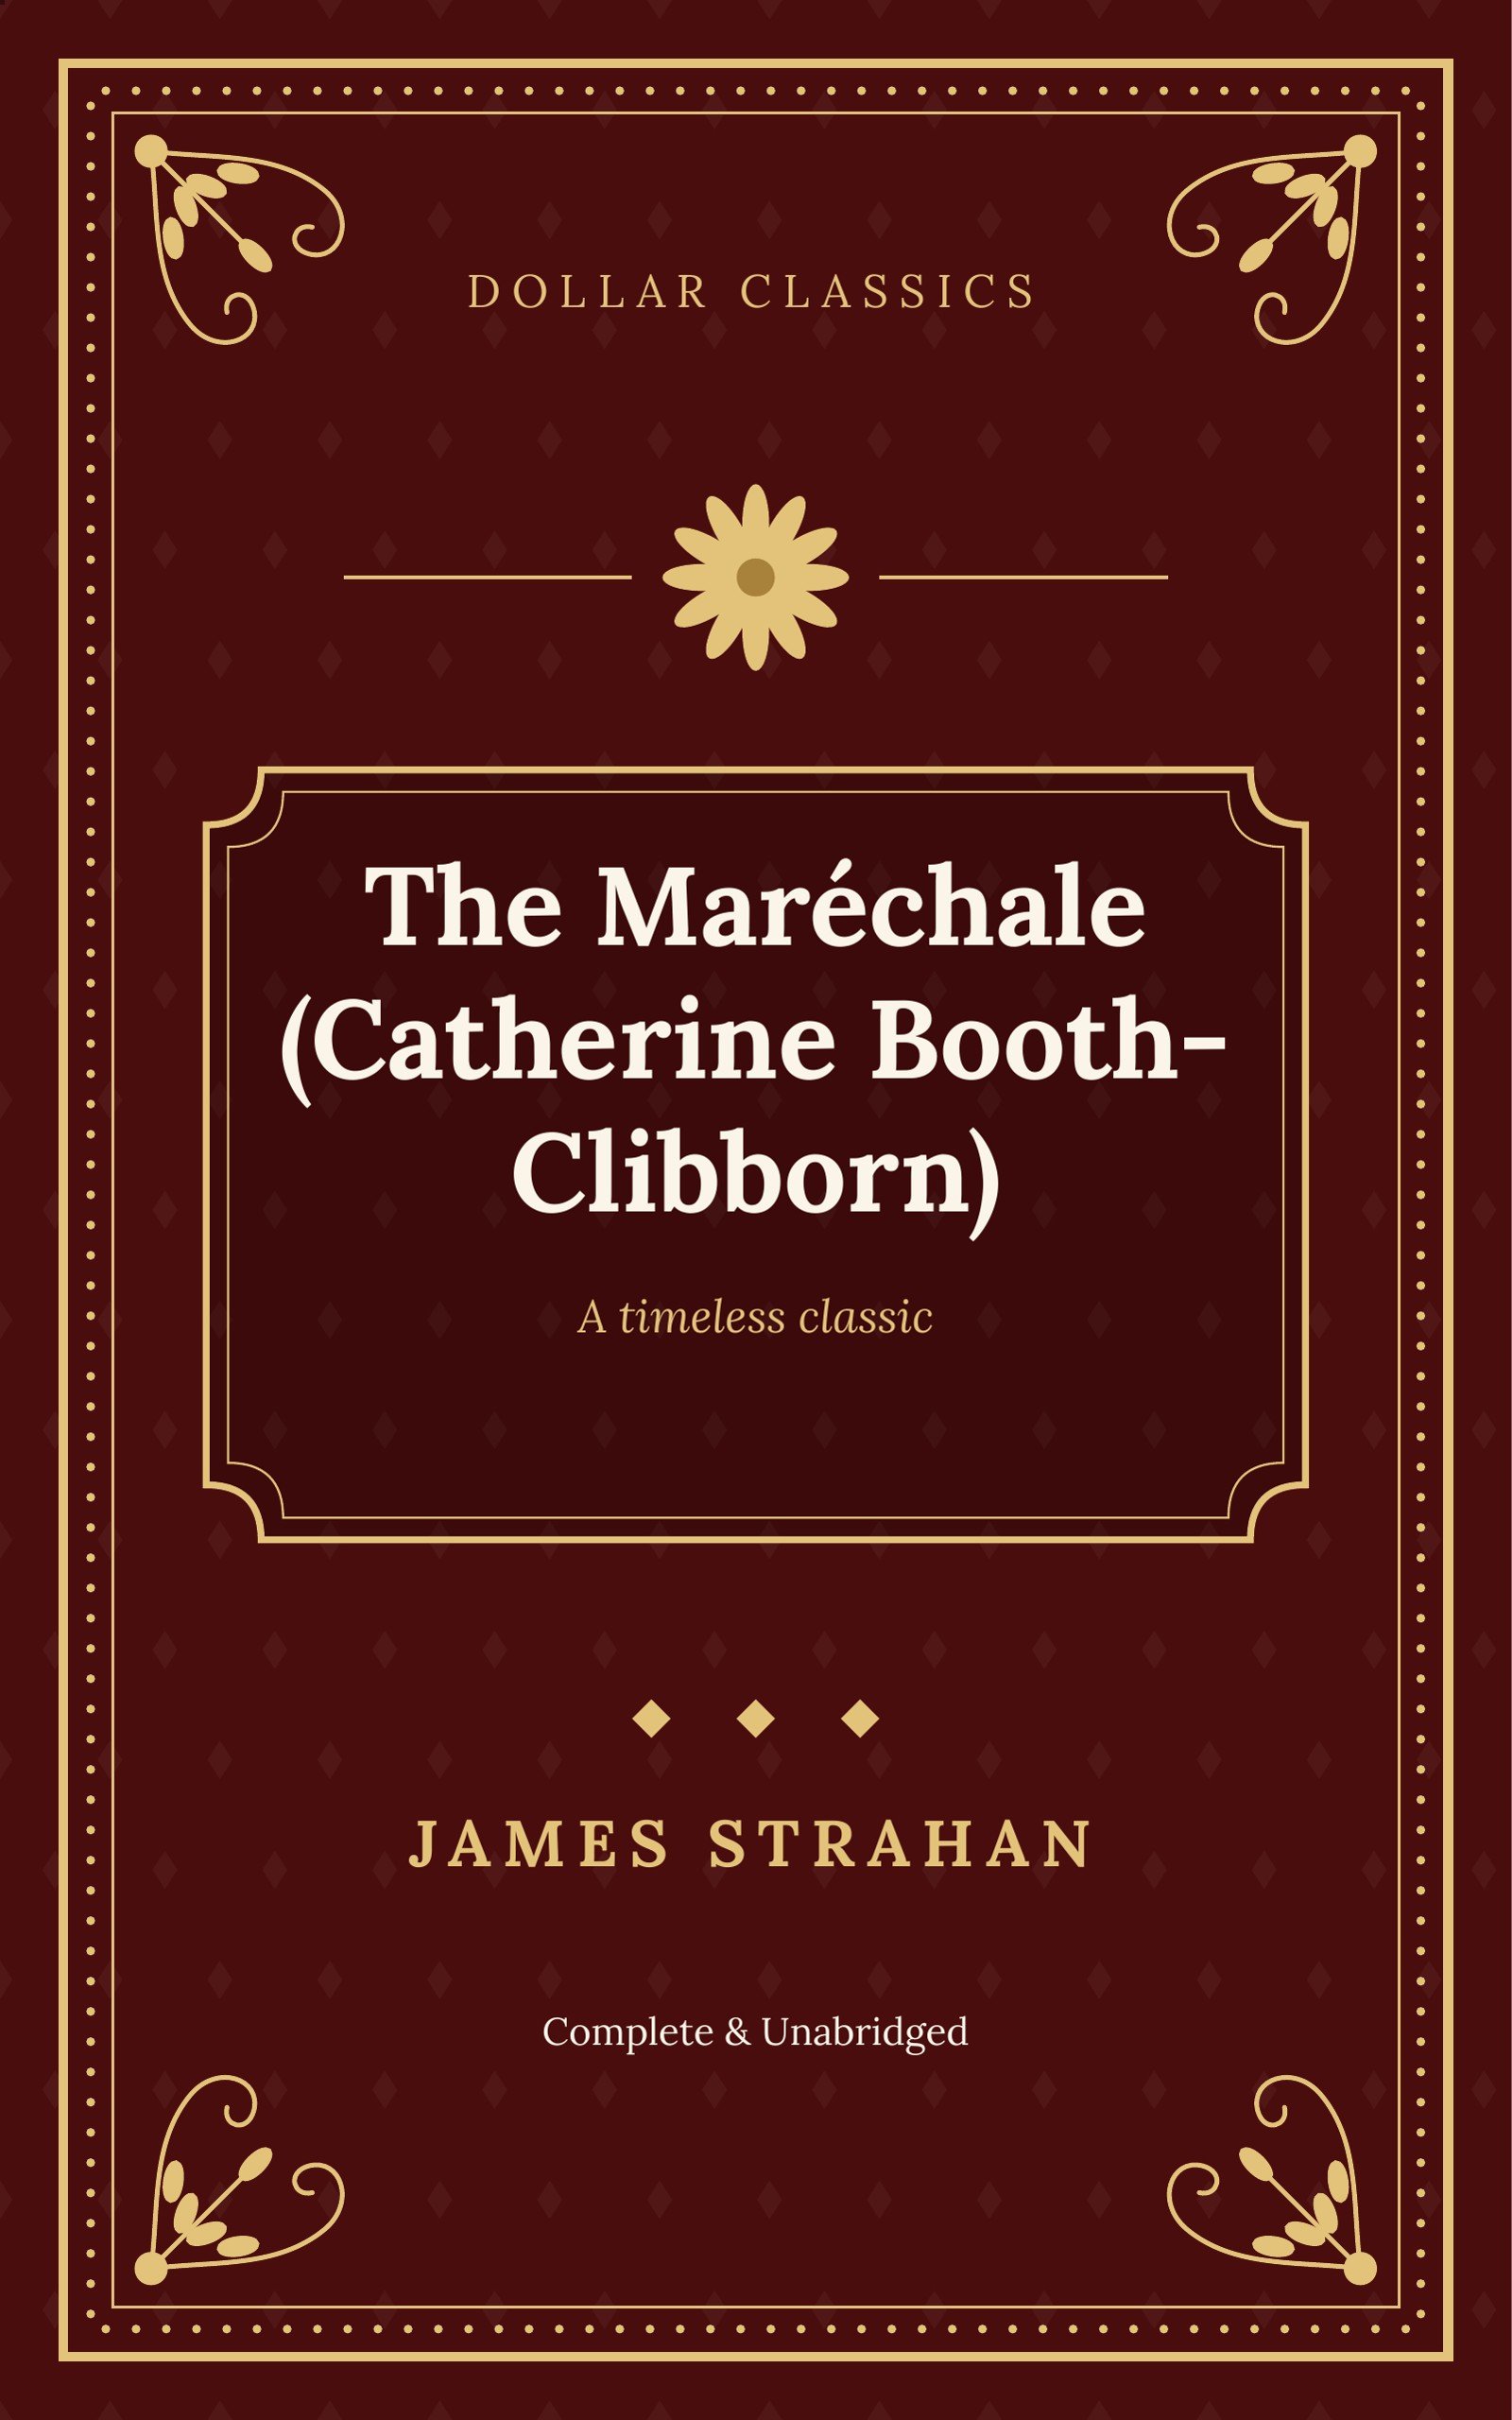 DOLLAR CLASSICS
The Maréchale
(Catherine Booth-
Clibborn)
A timeless classic
JAMES STRAHAN
Complete & Unabridged